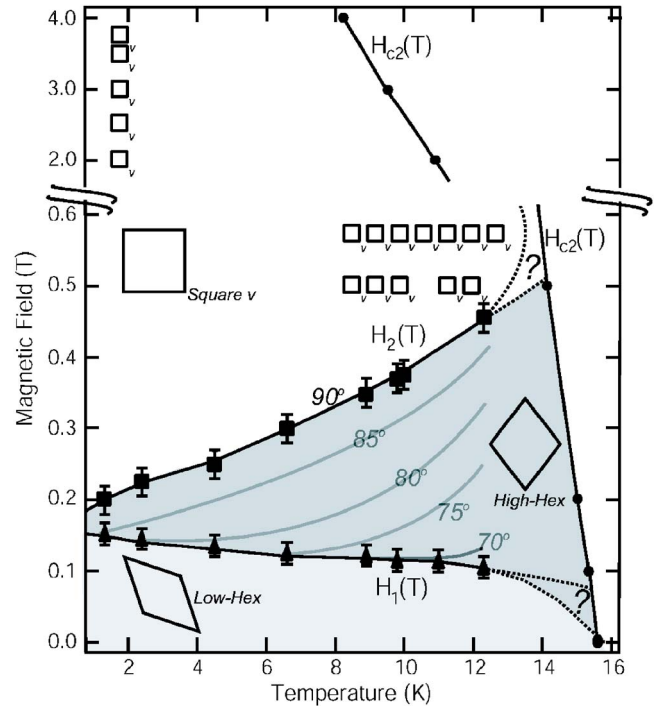 4.0
Hc2(T)
v
v
3.0
v
v
2.0
v
0.6
v v v v v v v
Hc2(T)
?
Square v
0.5
v v v v v
H2(T)
Magnetic Field (T)
0.4
90°
85°
0.3
80°
High-Hex
75°
0.2
70°
0.1
H1(T)
Low-Hex
?
0.0
2 4 6 8 10 12 14 16
Temperature (K)